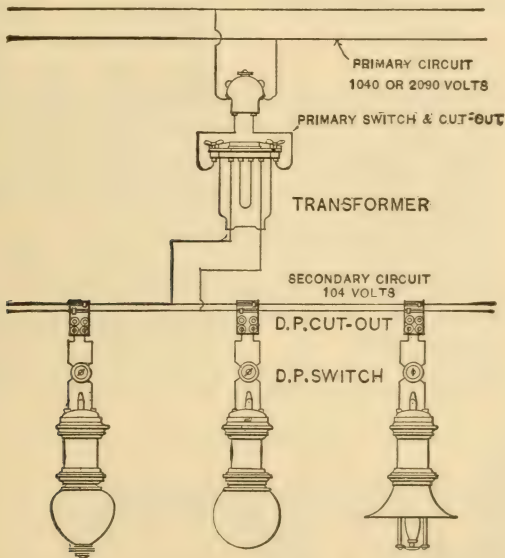 PRIMARY CIRCUIT
1040 OR 2090 VOLTS
PRIMARY SWITCH & CUT-OUT
TRANSFORMER
SECONDARY CIRCUIT
104 VOLTS
D.P. CUT-OUT
D.P. SWITCH